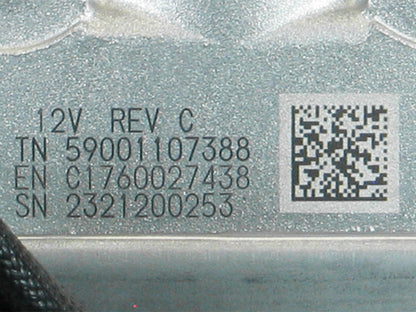 12V REV C
TN 59001107388
EN C1760027438
SN 2321200253